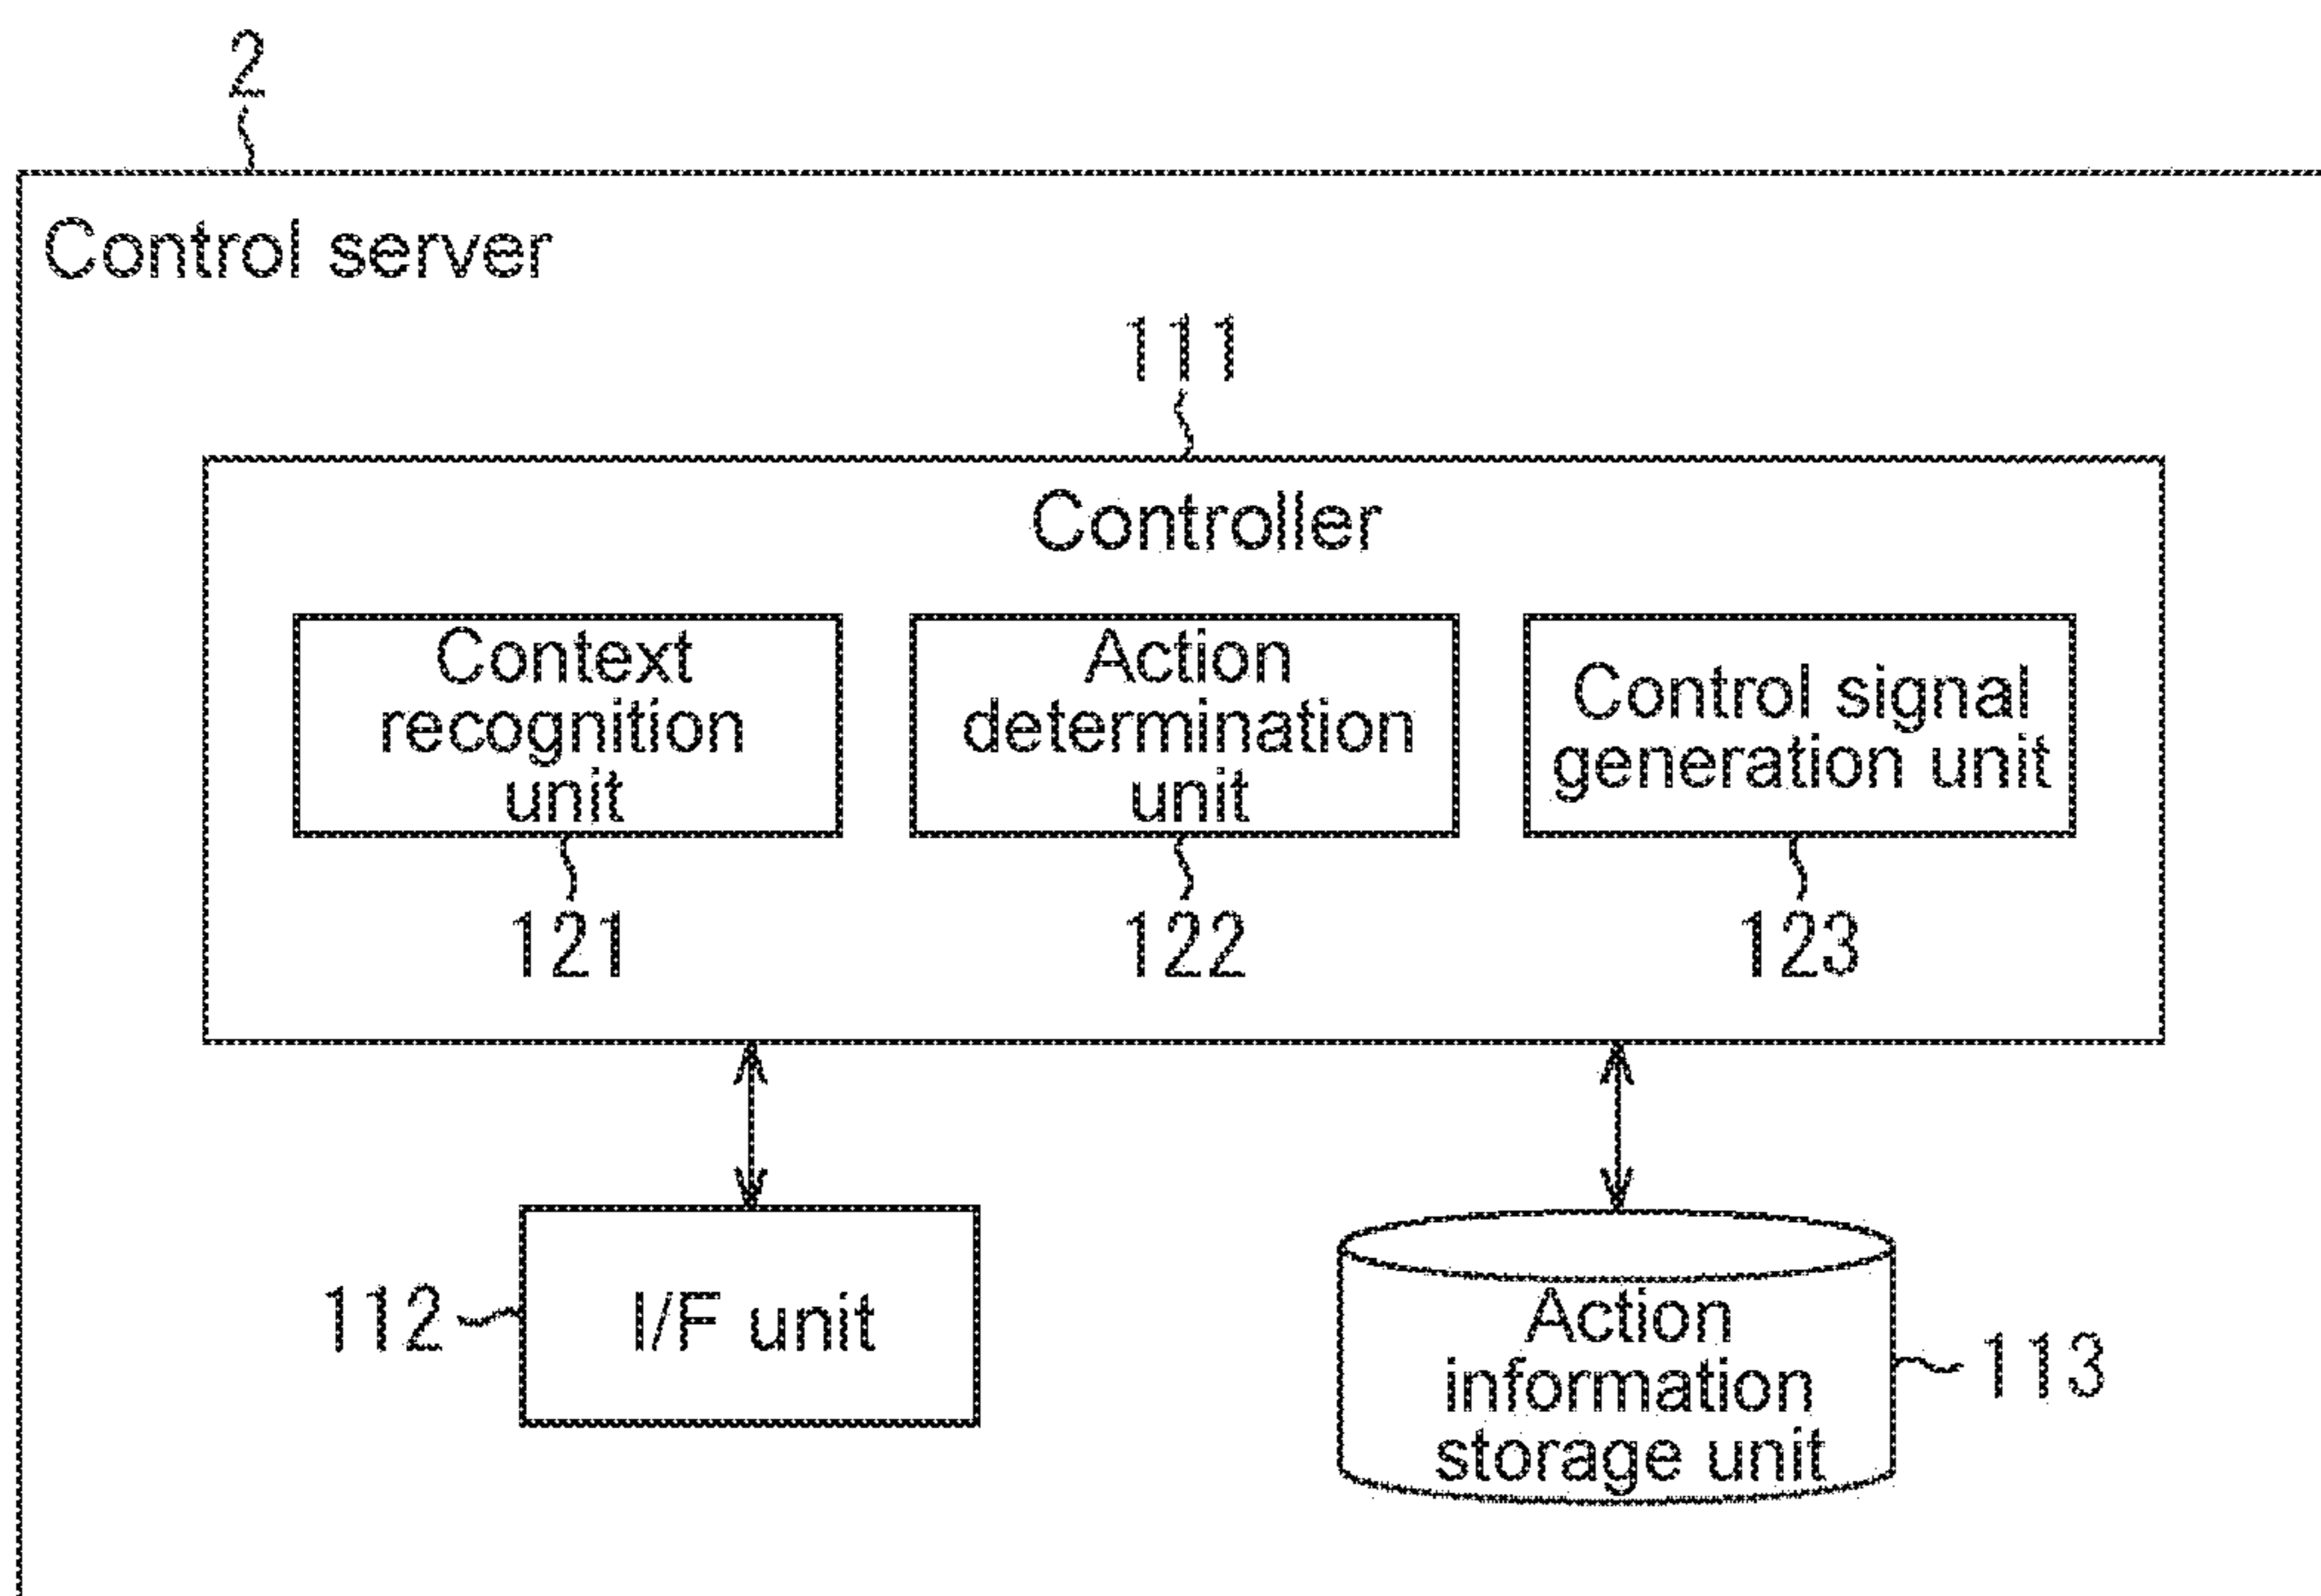 2
Control server
111
Controller
Context
recognition
unit
Action
determination
unit
Control signal
generation unit
121
122
123
112
I/F unit
Action
information
storage unit
113